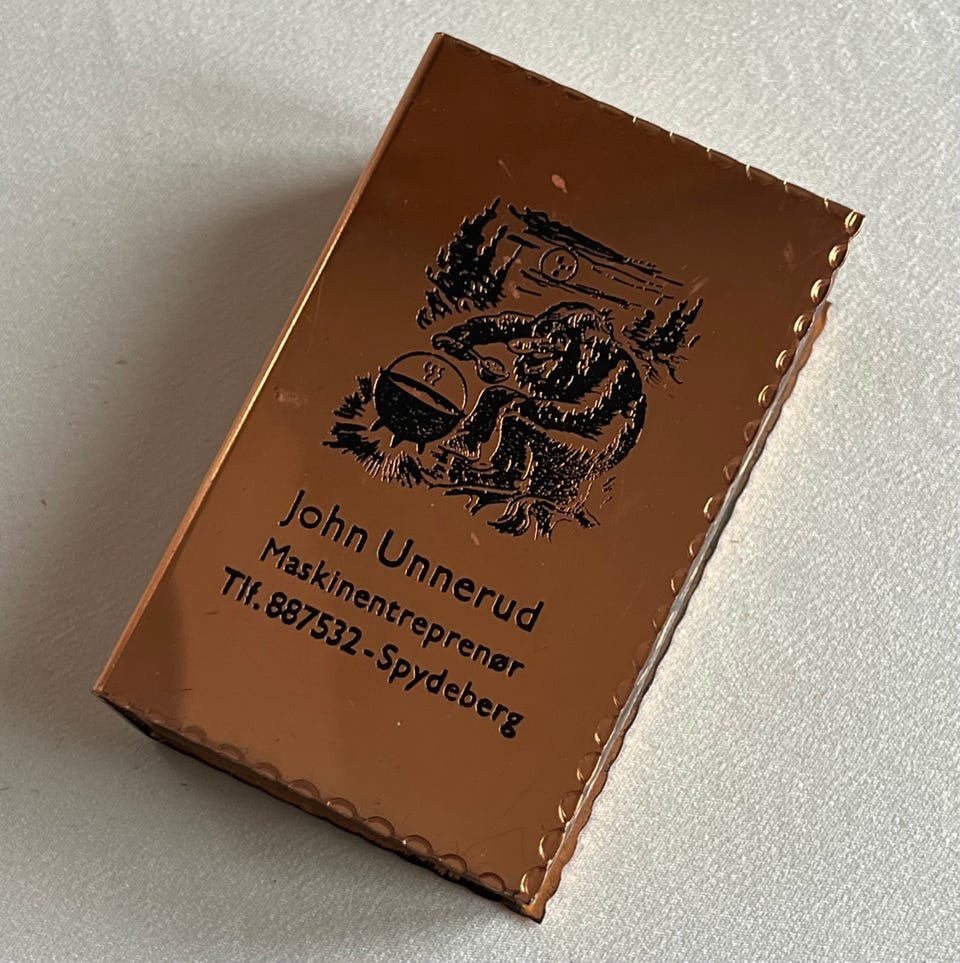 John Unnerud
Maskinentreprenør
Tlf. 887532 - Spydeberg